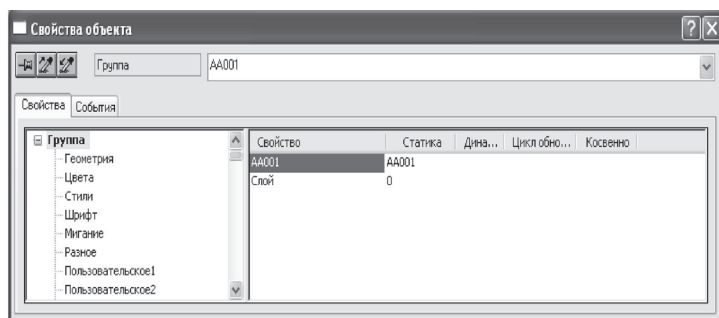 Свойства объекта
Группа AA001
Свойства События
Группа
Геометрия
Цвета
Стили
Шрифт
Мигание
Разное
Пользовательское1
Пользовательское2
Свойство Статика Дина... Цикл обно... Косвенно
AA001 AA001
Слой 0